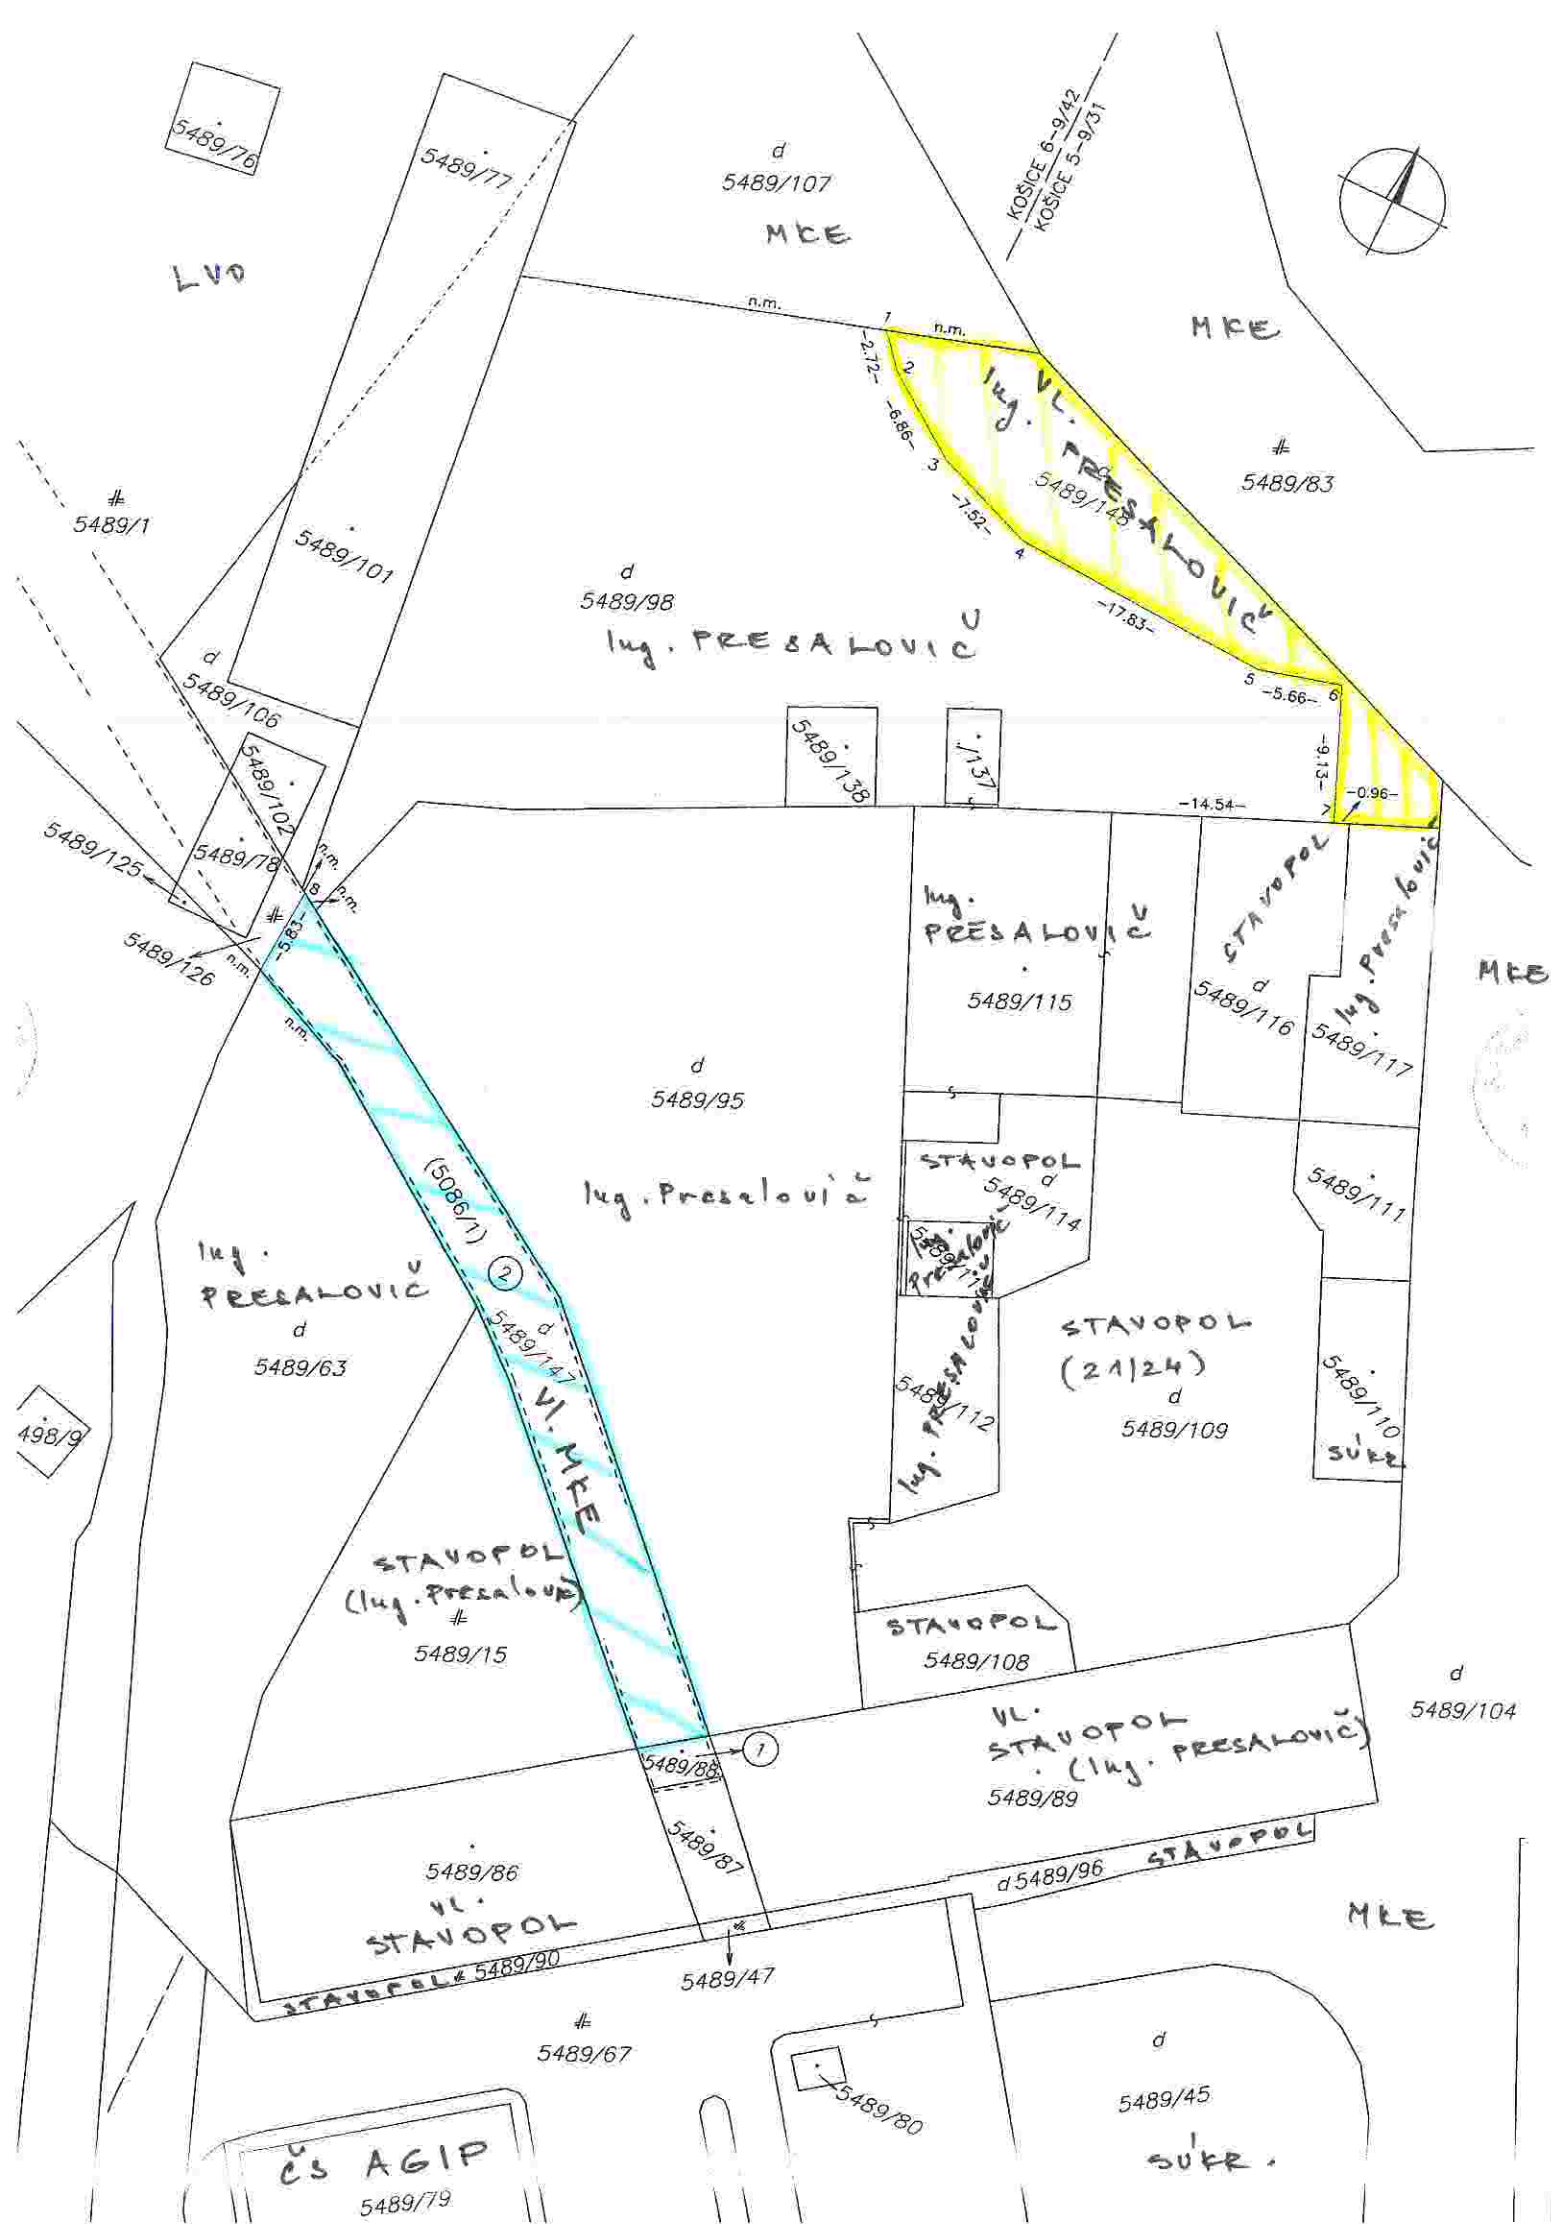 5489/76
5489/77
d
5489/107
MKE
KOŠICE 6-9/42
KOŠICE 5-9/31
LVD
n.m.
1
n.m.
MKE
-2.72-
2
VL.
Ing. PRESALOVIČ
-6.86-
3
5489/148
5489/83
-7.52-
4
5489/1
5489/101
d
5489/98
Ing. PRESALOVIČ
-17.83-
5
-5.66-
6
d
5489/106
5489/138
./137
-9.13-
-0.96-
-14.54-
7
5489/102
5489/78
5489/125
n.m.
8
n.m.
-5.83-
5489/126
n.m.
n.m.
Ing.
PRESALOVIČ
5489/115
STAVOPOL
d
5489/116
Ing. Presalovič
5489/117
MKE
d
5489/95
Ing. Presalovič
STAVOPOL
d
5489/114
5489/111
(5086/1)
2
d
5489/147
Vl. MKE
Ing.
PRESALOVIČ
d
5489/63
Ing.
Presalovič
Ing. PRESALOVIČ
5489/112
STAVOPOL
(21/24)
d
5489/109
5489/110
SÚKR.
498/9
STAVOPOL
(Ing. Presalovič)
5489/15
STAVOPOL
5489/108
d
5489/104
VL.
STAVOPOL
(Ing. PRESALOVIČ)
5489/89
5489/88
1
5489/87
5489/86
VL.
STAVOPOL
d 5489/96
STAVOPOL
MKE
STAVOPOL
5489/90
5489/47
5489/67
5489/80
d
5489/45
SÚKR.
ČS AGIP
5489/79